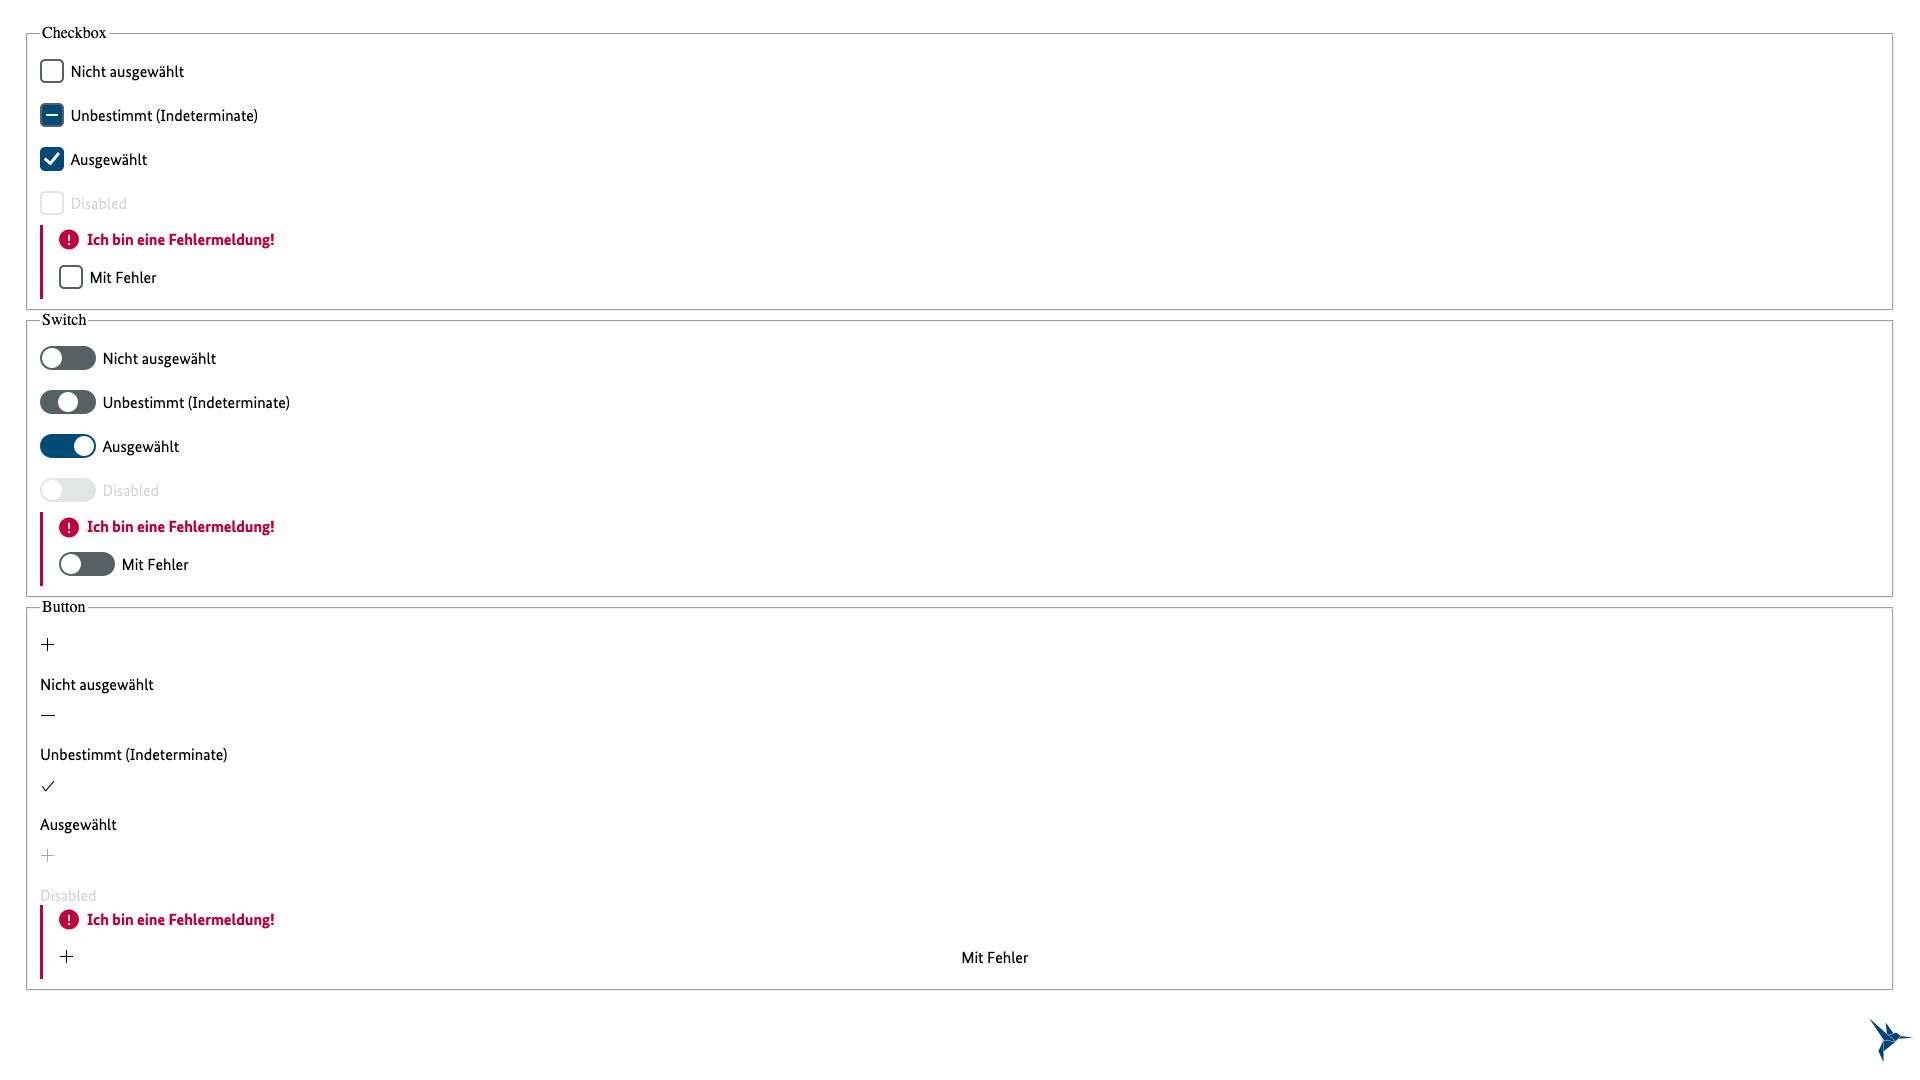 Checkbox
Nicht ausgewählt
Unbestimmt (Indeterminate)
Ausgewählt
Disabled
Ich bin eine Fehlermeldung!
Mit Fehler
Switch
Nicht ausgewählt
Unbestimmt (Indeterminate)
Ausgewählt
Disabled
Ich bin eine Fehlermeldung!
Mit Fehler
Button
Nicht ausgewählt
Unbestimmt (Indeterminate)
Ausgewählt
Disabled
Ich bin eine Fehlermeldung!
Mit Fehler